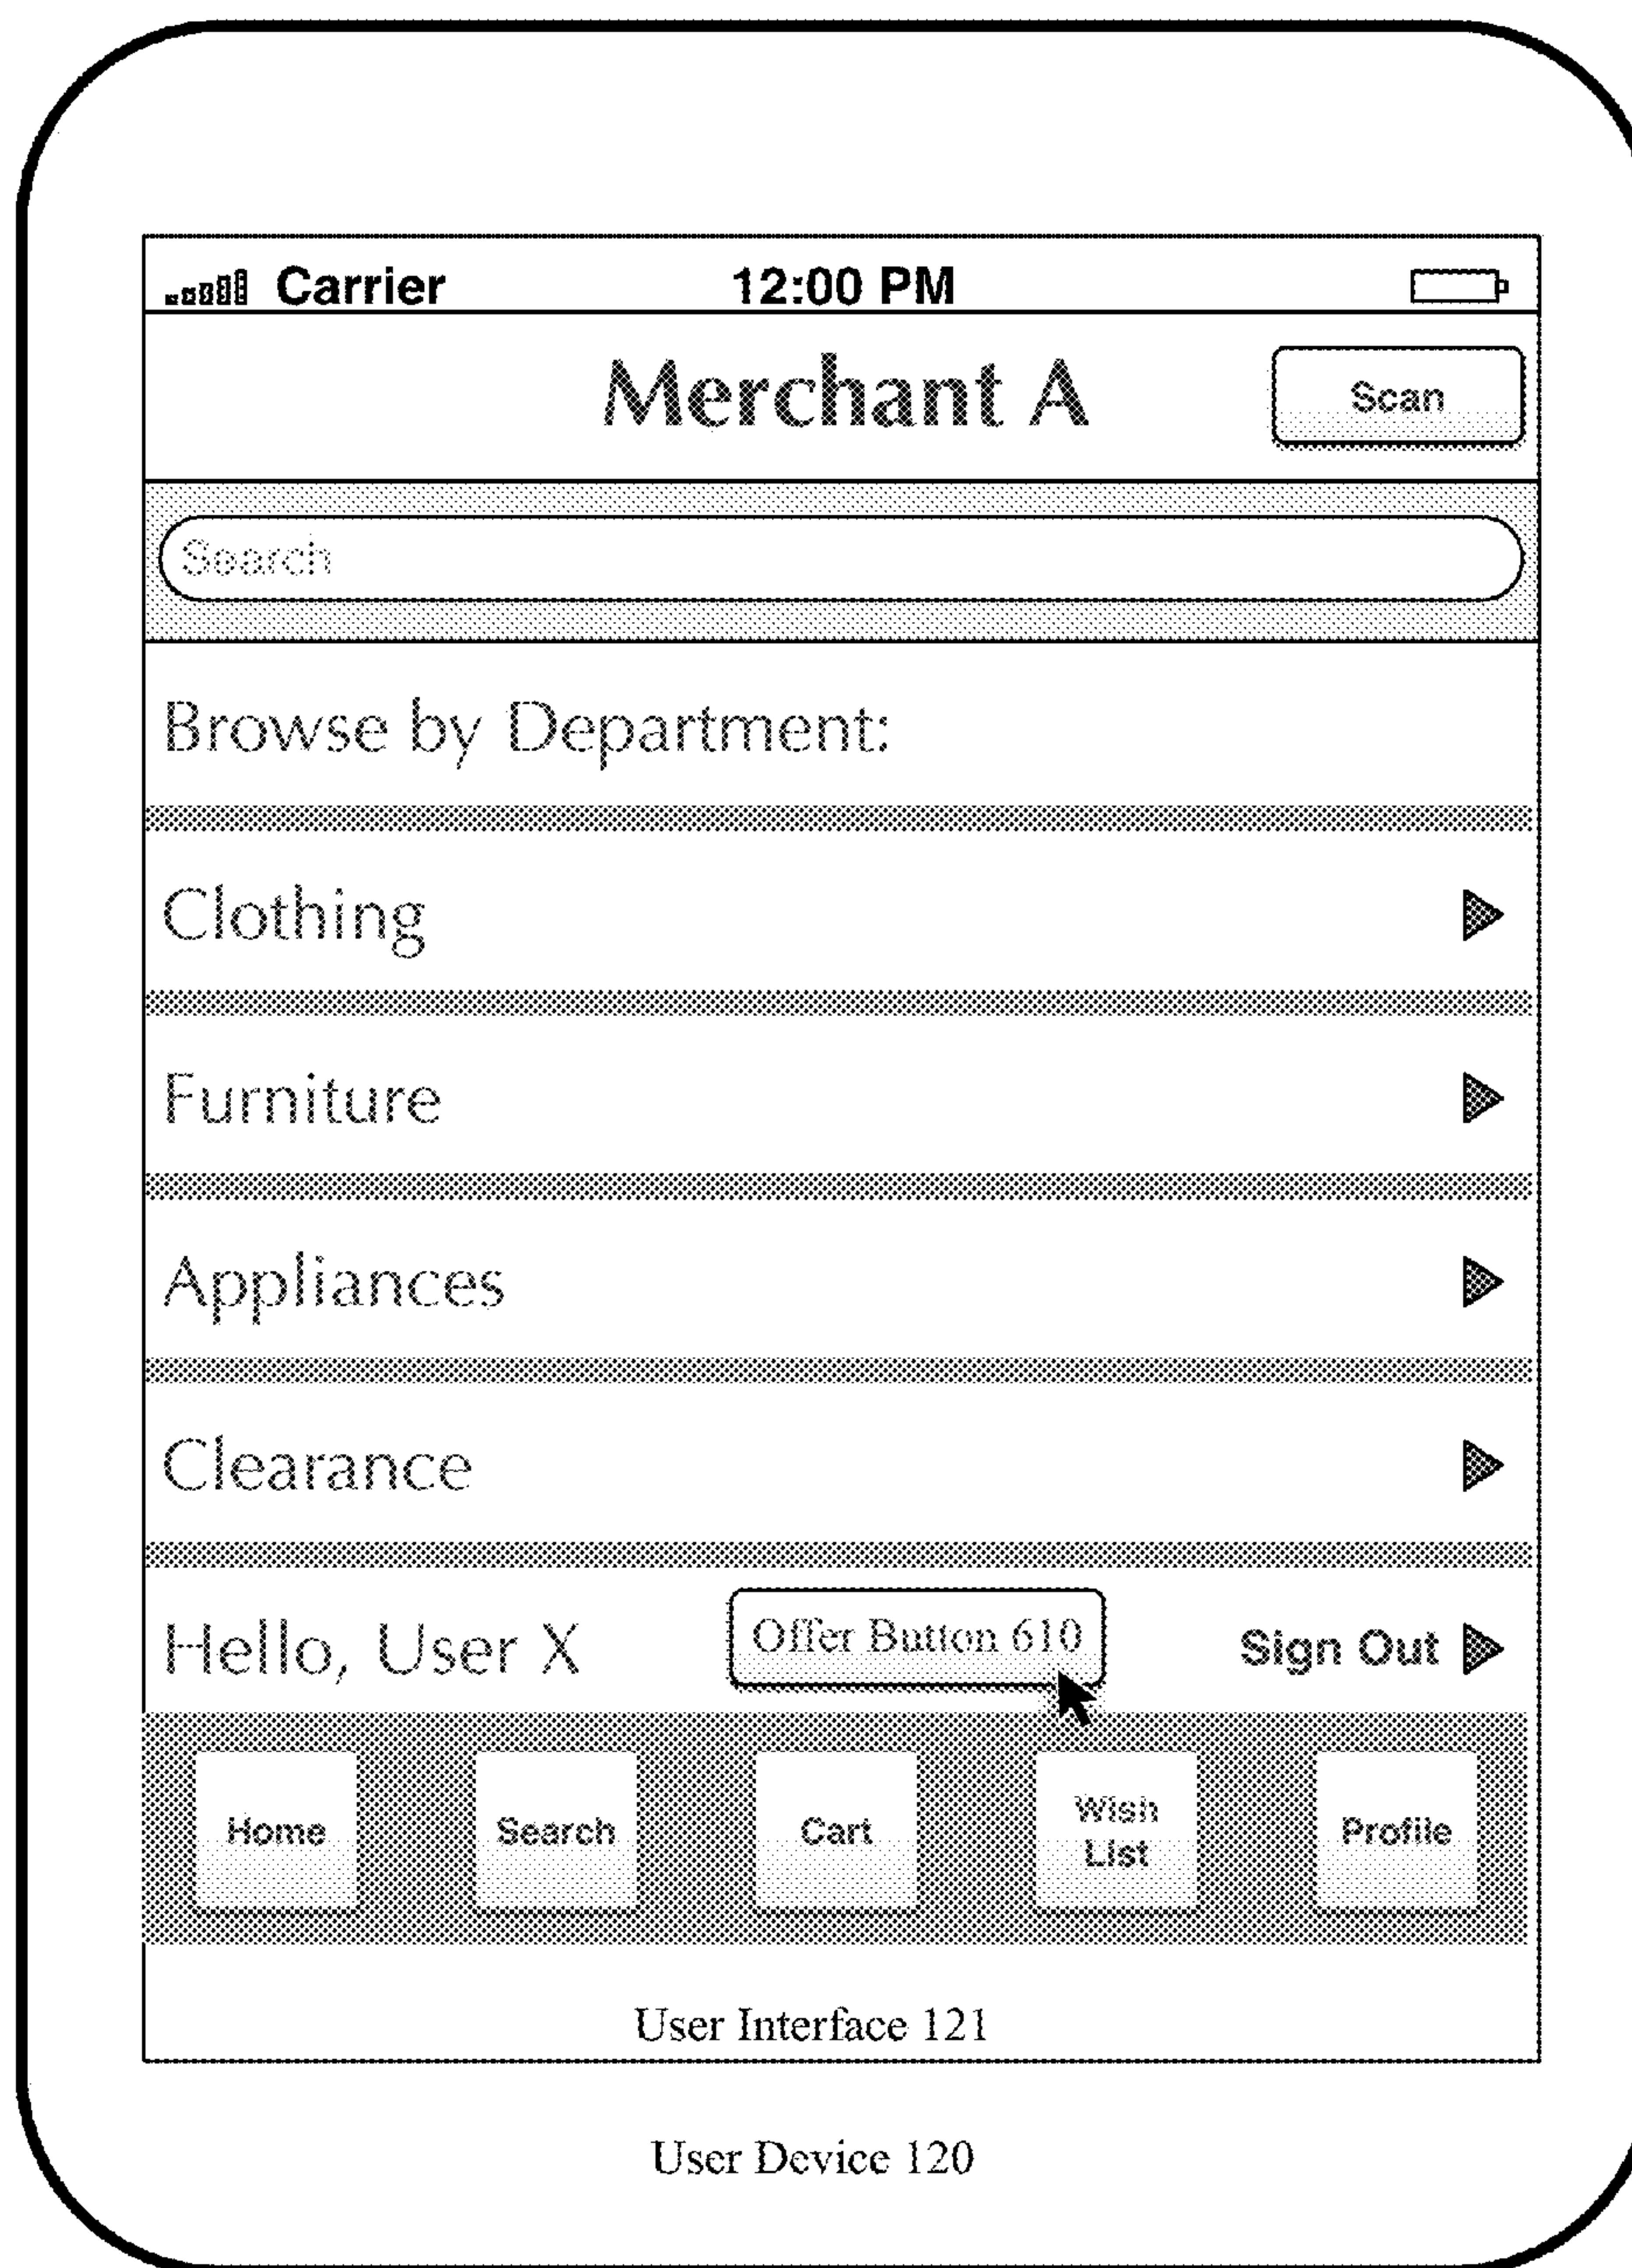 Carrier 12:00 PM
Merchant A Scan
Search
Browse by Department:
Clothing
Furniture
Appliances
Clearance
Hello, User X Offer Button 610 Sign Out
Home Search Cart Wish List Profile
User Interface 121
User Device 120